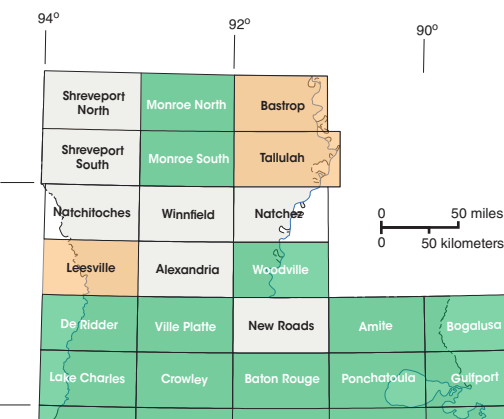 94º
92º
90º
Shreveport
North
Monroe North
Bastrop
Shreveport
South
Monroe South
Tallulah
Natchitoches
Winnfield
Natchez
0 50 miles
0 50 kilometers
Leesville
Alexandria
Woodville
De Ridder
Ville Platte
New Roads
Amite
Bogalusa
Lake Charles
Crowley
Baton Rouge
Ponchatoula
Gulfport